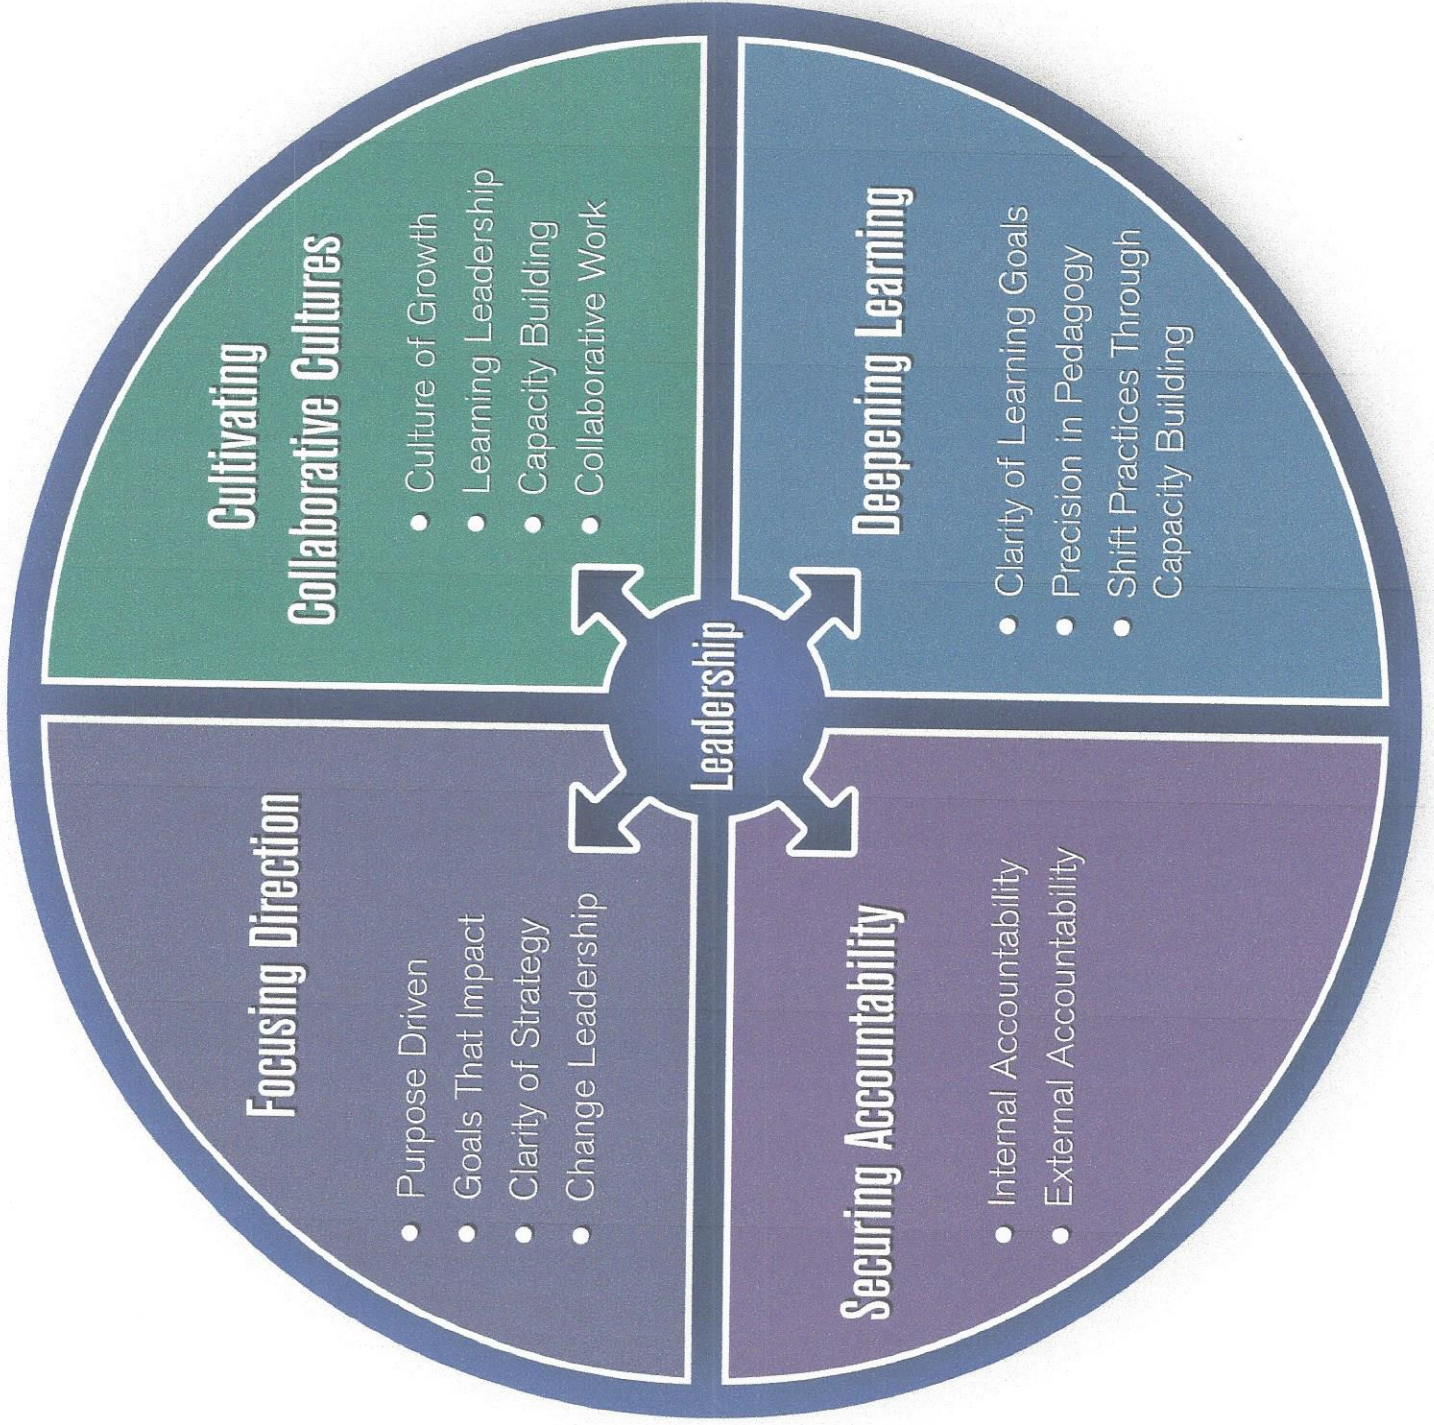 Focusing Direction
• Purpose Driven
• Goals That Impact
• Clarity of Strategy
• Change Leadership
Cultivating
Collaborative Cultures
• Culture of Growth
• Learning Leadership
• Capacity Building
• Collaborative Work
Leadership
Securing Accountability
• Internal Accountability
• External Accountability
Deepening Learning
• Clarity of Learning Goals
• Precision in Pedagogy
• Shift Practices Through
Capacity Building